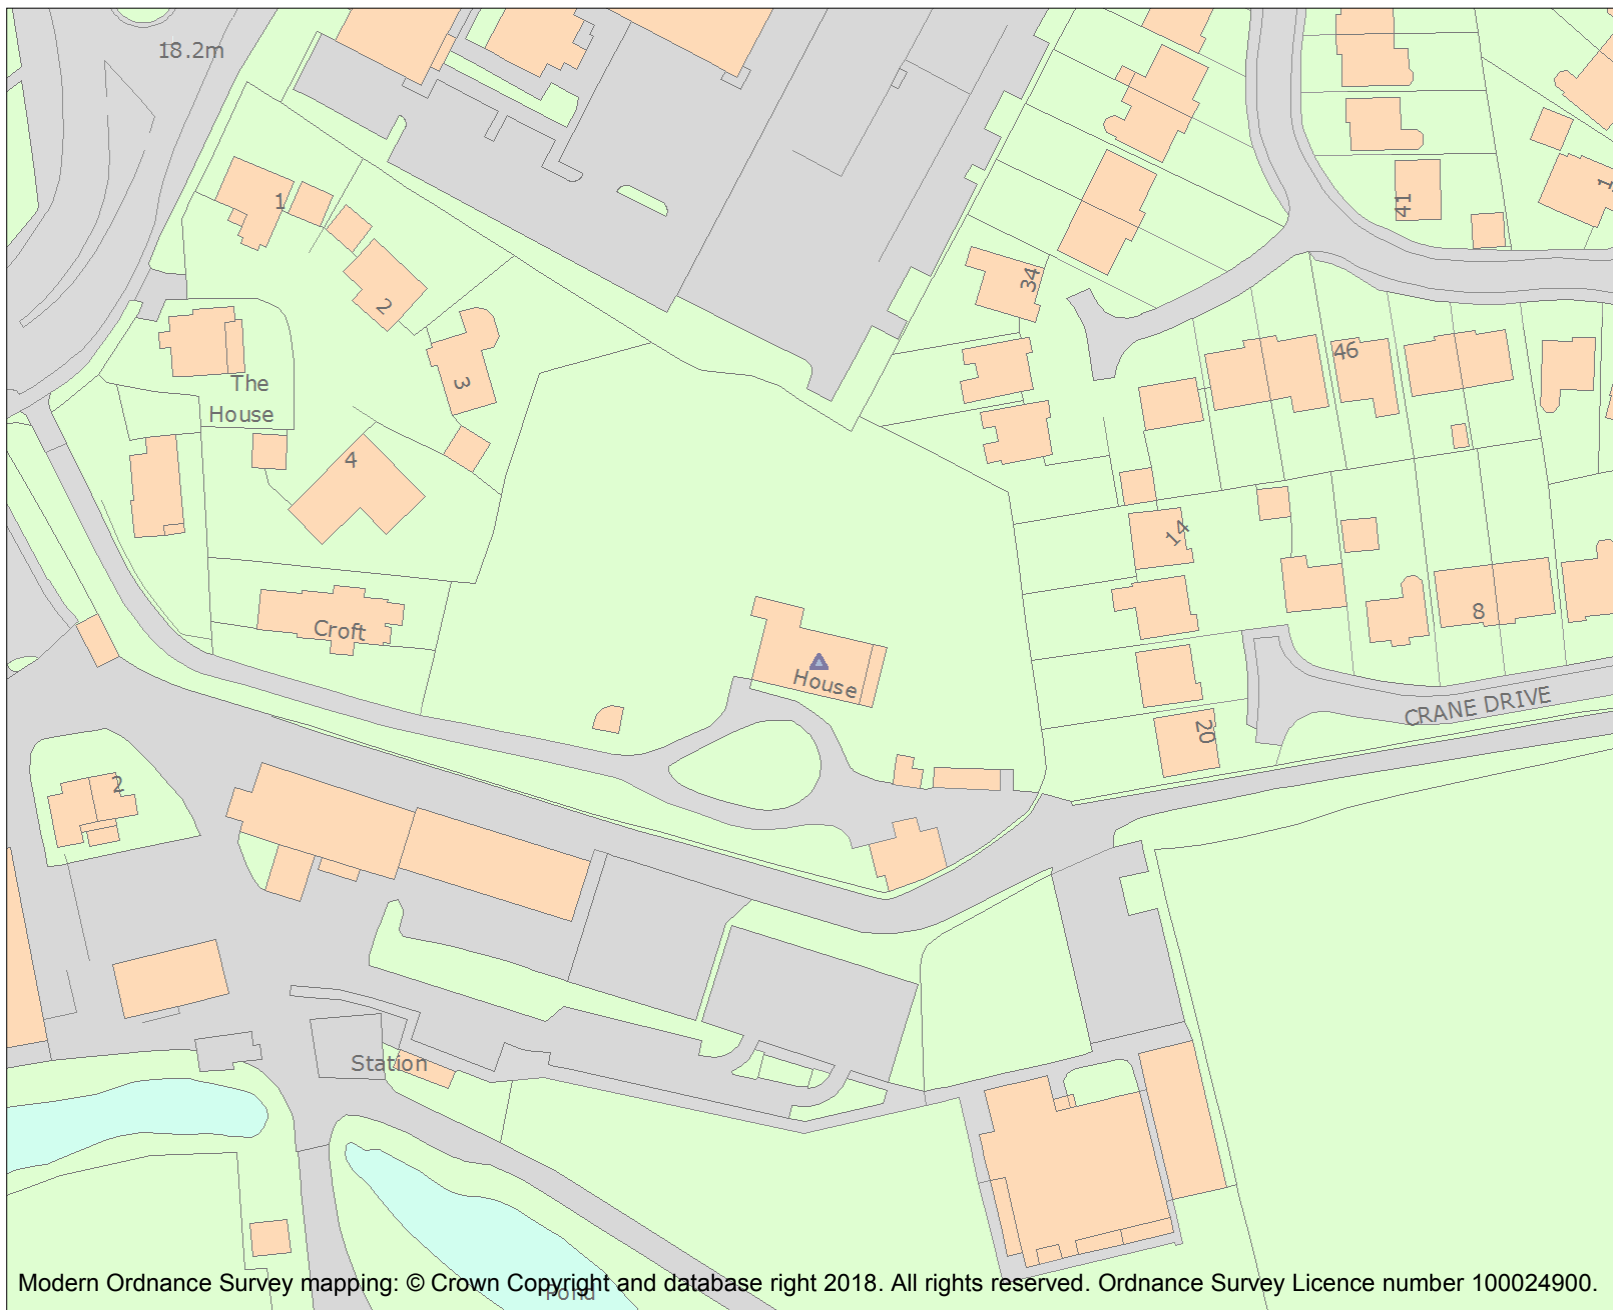 18.2m
1
41
1
34
2
The
House
3
46
4
14
8
Croft
House
CRANE DRIVE
20
2
Station
Modern Ordnance Survey mapping: © Crown Copyright and database right 2018. All rights reserved. Ordnance Survey Licence number 100024900.
Pond